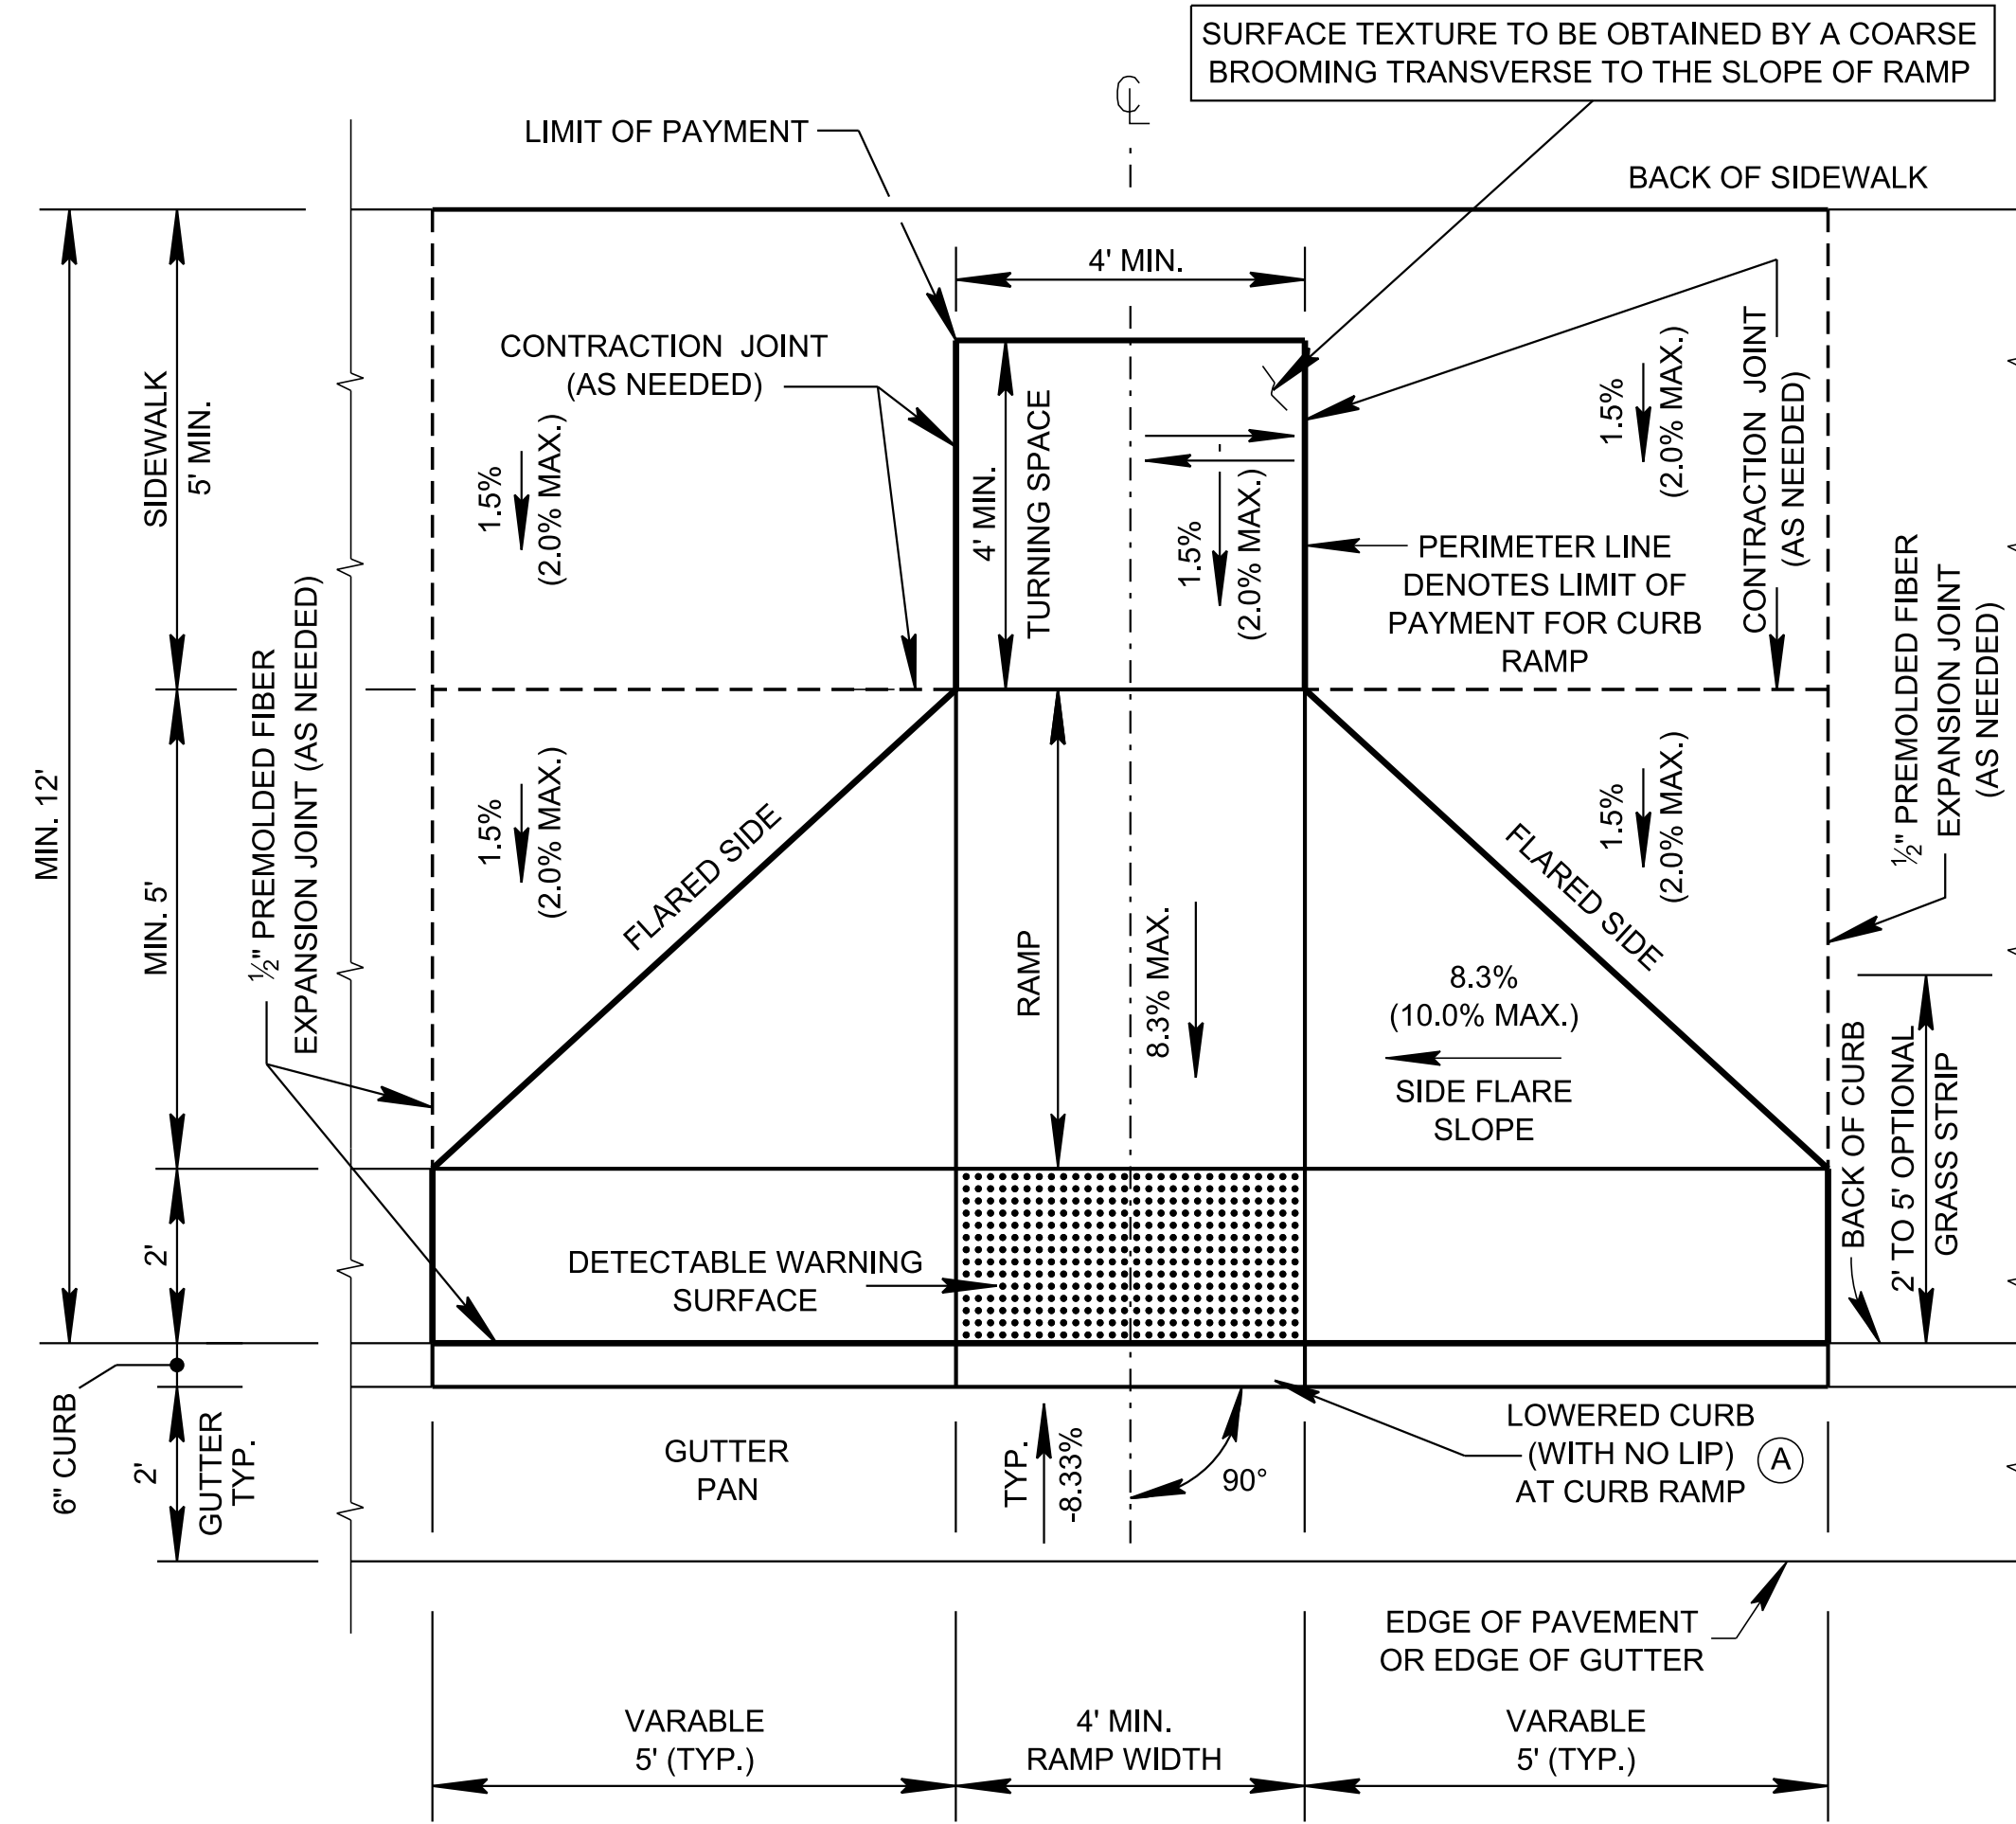 SURFACE TEXTURE TO BE OBTAINED BY A COARSE
BROOMING TRANSVERSE TO THE SLOPE OF RAMP
℄
LIMIT OF PAYMENT
BACK OF SIDEWALK
4' MIN.
CONTRACTION JOINT
(AS NEEDED)
SIDEWALK
5' MIN.
1.5%
(2.0% MAX.)
4' MIN.
TURNING SPACE
1.5%
(2.0% MAX.)
1.5%
(2.0% MAX.)
CONTRACTION JOINT
(AS NEEDED)
PERIMETER LINE
DENOTES LIMIT OF
PAYMENT FOR CURB
RAMP
½" PREMOLDED FIBER
EXPANSION JOINT
(AS NEEDED)
½" PREMOLDED FIBER
EXPANSION JOINT (AS NEEDED)
MIN. 12'
MIN. 5'
1.5%
(2.0% MAX.)
FLARED SIDE
RAMP
8.3% MAX.
FLARED SIDE
1.5%
(2.0% MAX.)
8.3%
(10.0% MAX.)
SIDE FLARE
SLOPE
BACK OF CURB
2' TO 5' OPTIONAL
GRASS STRIP
2'
DETECTABLE WARNING
SURFACE
6" CURB
2'
GUTTER
TYP.
GUTTER
PAN
TYP.
-8.33%
90°
LOWERED CURB
(WITH NO LIP) A
AT CURB RAMP
EDGE OF PAVEMENT
OR EDGE OF GUTTER
VARABLE
5' (TYP.)
4' MIN.
RAMP WIDTH
VARABLE
5' (TYP.)